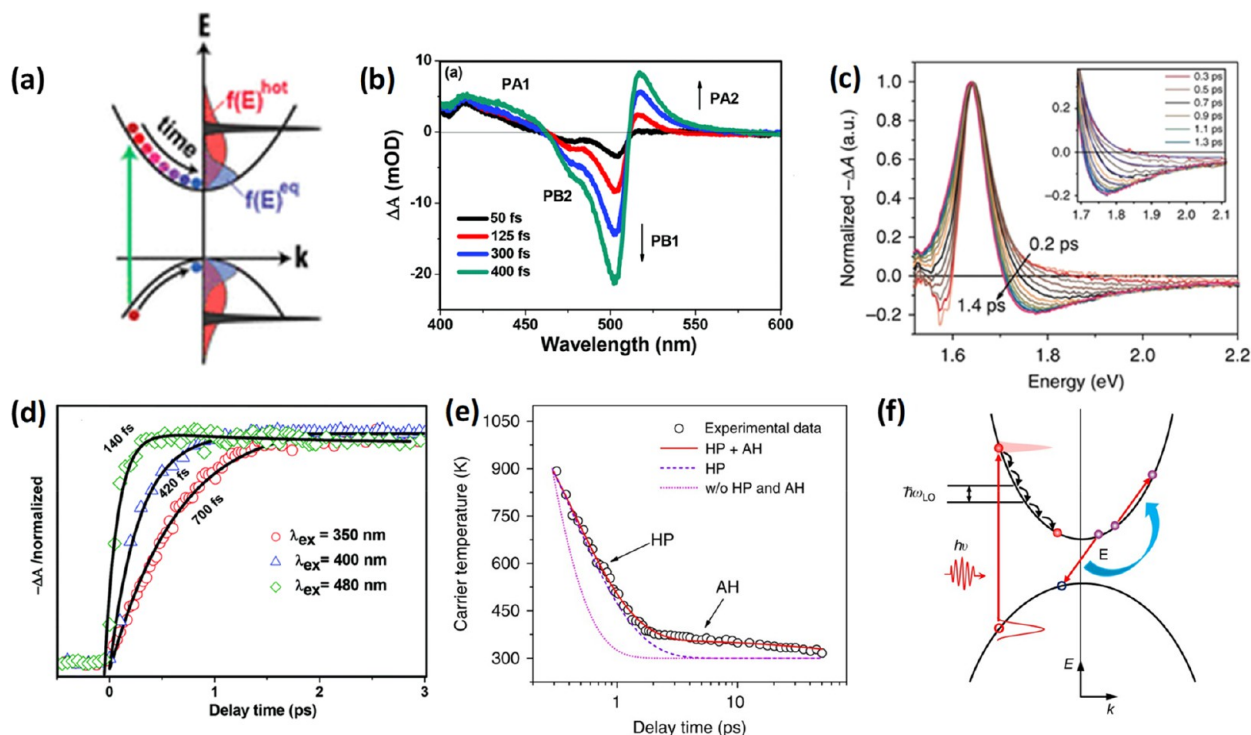 (a)
E
f(E)^hot
time
f(E)^eq
k
(b)
(a)
PA1
PA2
PB2
PB1
50 fs
125 fs
300 fs
400 fs
10
0
-10
-20
ΔA (mOD)
400 450 500 550 600
Wavelength (nm)
(c)
1.0
0.8
0.6
0.4
0.2
0.0
–0.2
Normalized –ΔA (a.u.)
0.3 ps
0.5 ps
0.7 ps
0.9 ps
1.1 ps
1.3 ps
0.2
0.0
–0.2
1.7 1.8 1.9 2.0 2.1
0.2 ps
1.4 ps
1.6 1.8 2.0 2.2
Energy (eV)
(d)
140 fs
420 fs
700 fs
λex = 350 nm
λex = 400 nm
λex = 480 nm
–ΔA /normalized
0 1 2 3
Delay time (ps)
(e)
1050
900
750
600
450
300
Carrier temperature (K)
Experimental data
HP + AH
HP
w/o HP and AH
HP
AH
1 10
Delay time (ps)
(f)
ħωLO
hυ
E
E
k